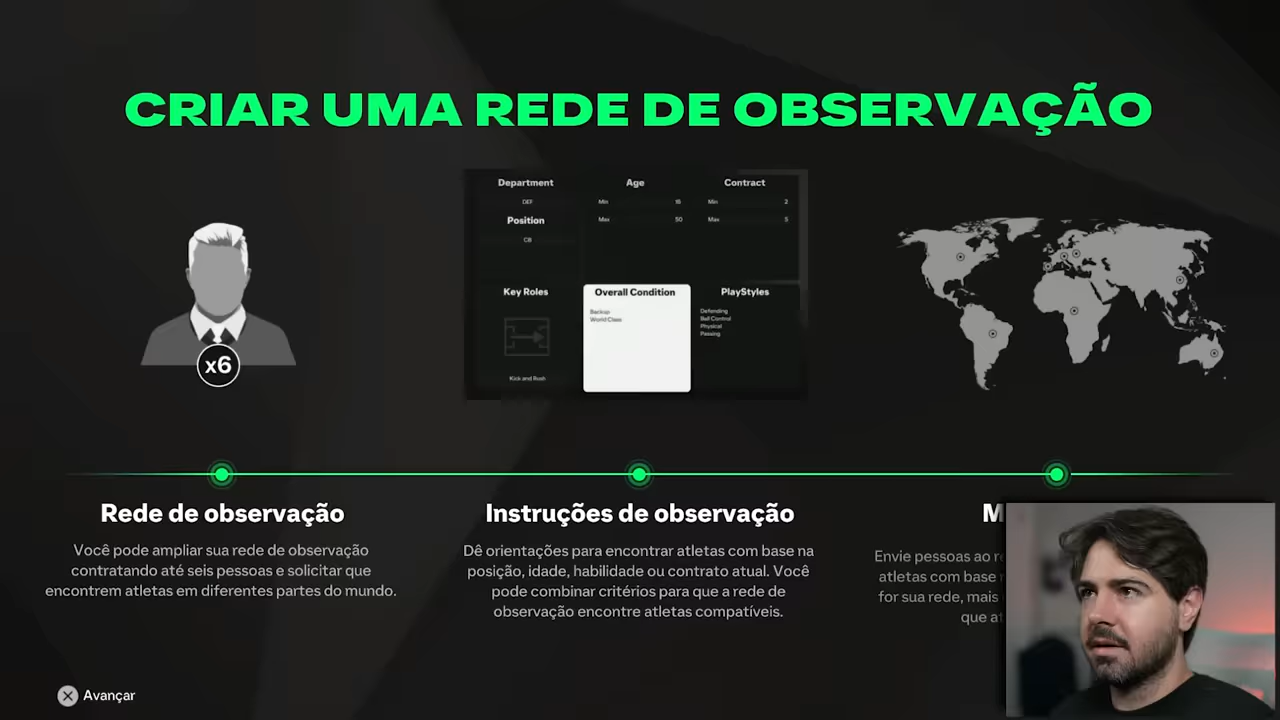 CRIAR UMA REDE DE OBSERVAÇÃO
Department
DEF
Position
CB
Age
Min 16
Max 50
Contract
Min 2
Max 5
Key Roles
Kick and Rush
Overall Condition
Backup
World Class
PlayStyles
Defending
Ball Control
Physical
Passing
x6
Rede de observação
Você pode ampliar sua rede de observação
contratando até seis pessoas e solicitar que
encontrem atletas em diferentes partes do mundo.
Instruções de observação
Dê orientações para encontrar atletas com base na
posição, idade, habilidade ou contrato atual. Você
pode combinar critérios para que a rede de
observação encontre atletas compatíveis.
M
Envie pessoas ao re
atletas com base
for sua rede, mais
que at
Avançar